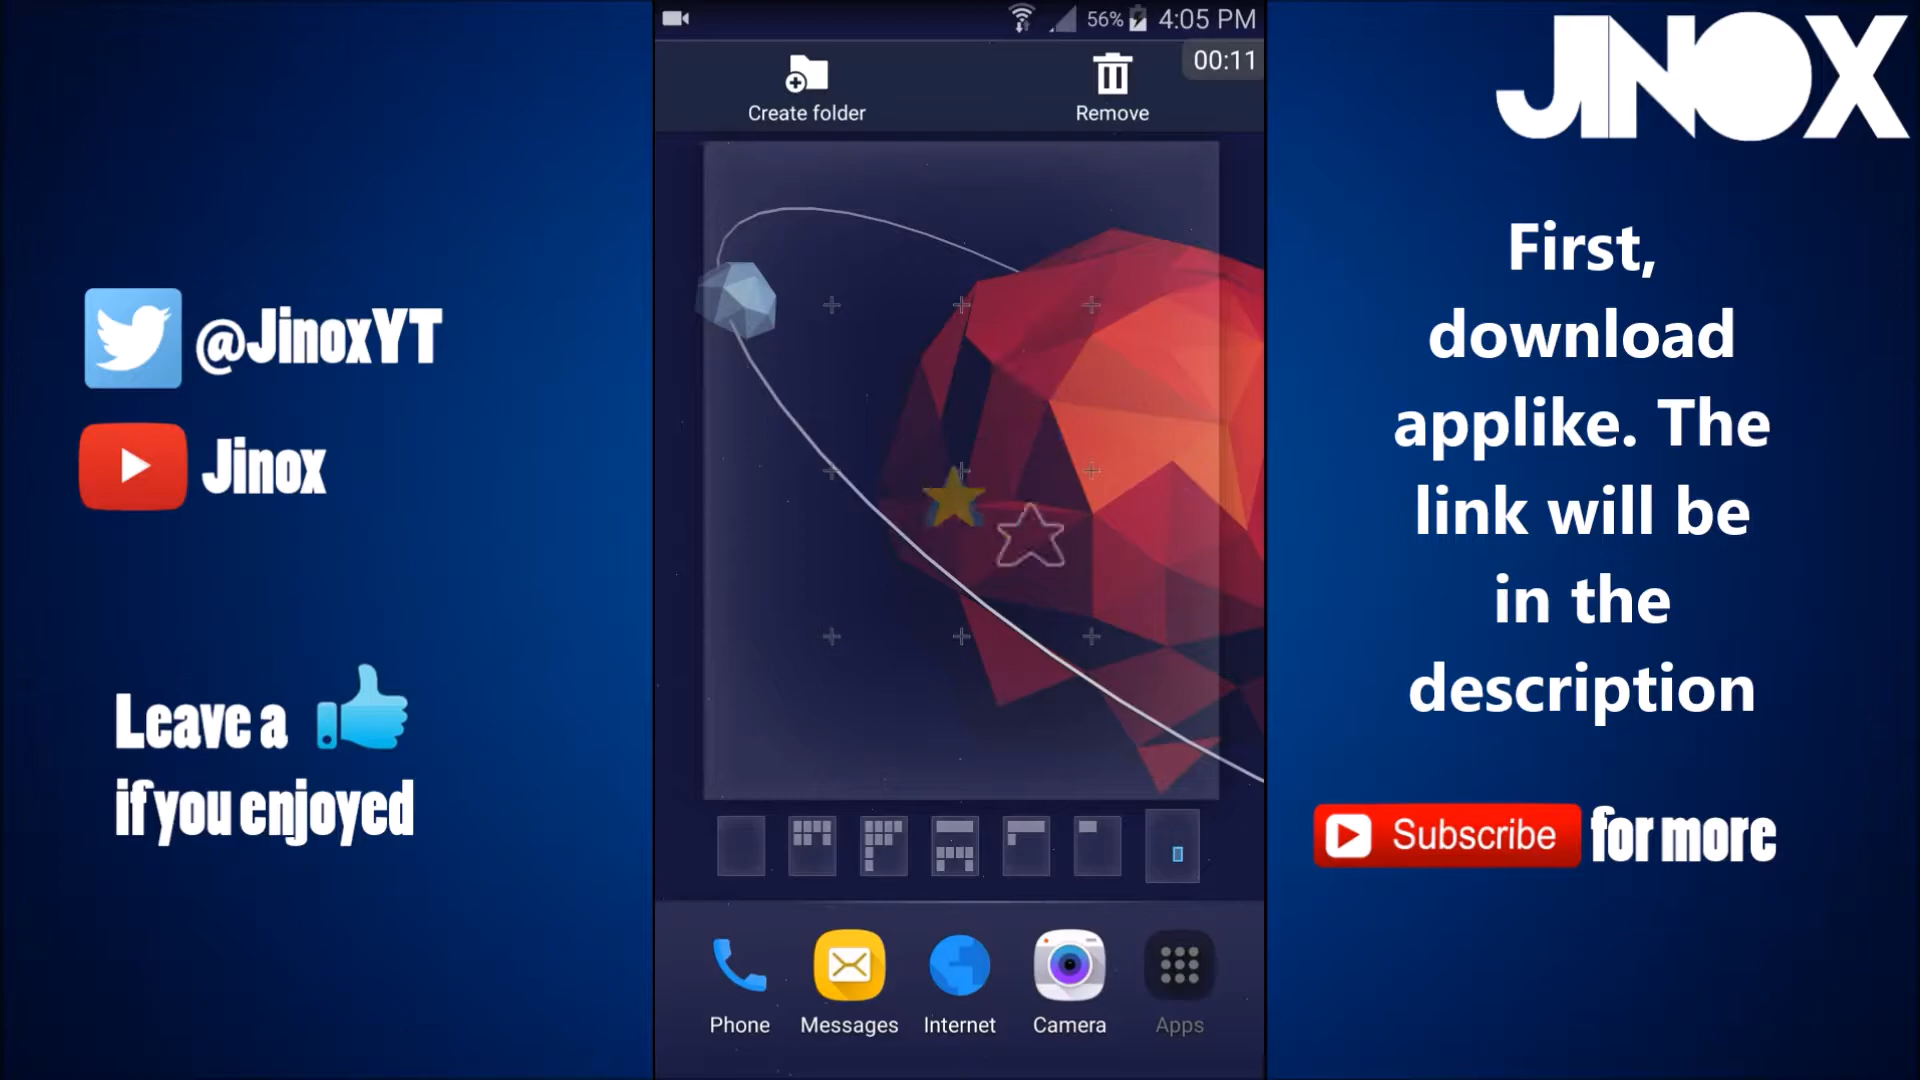 56% 4:05 PM
00:11
Create folder
Remove
JINOX
@JinoxYT
Jinox
Leave a
if you enjoyed
First,
download
applike. The
link will be
in the
description
Subscribe for more
Phone
Messages
Internet
Camera
Apps